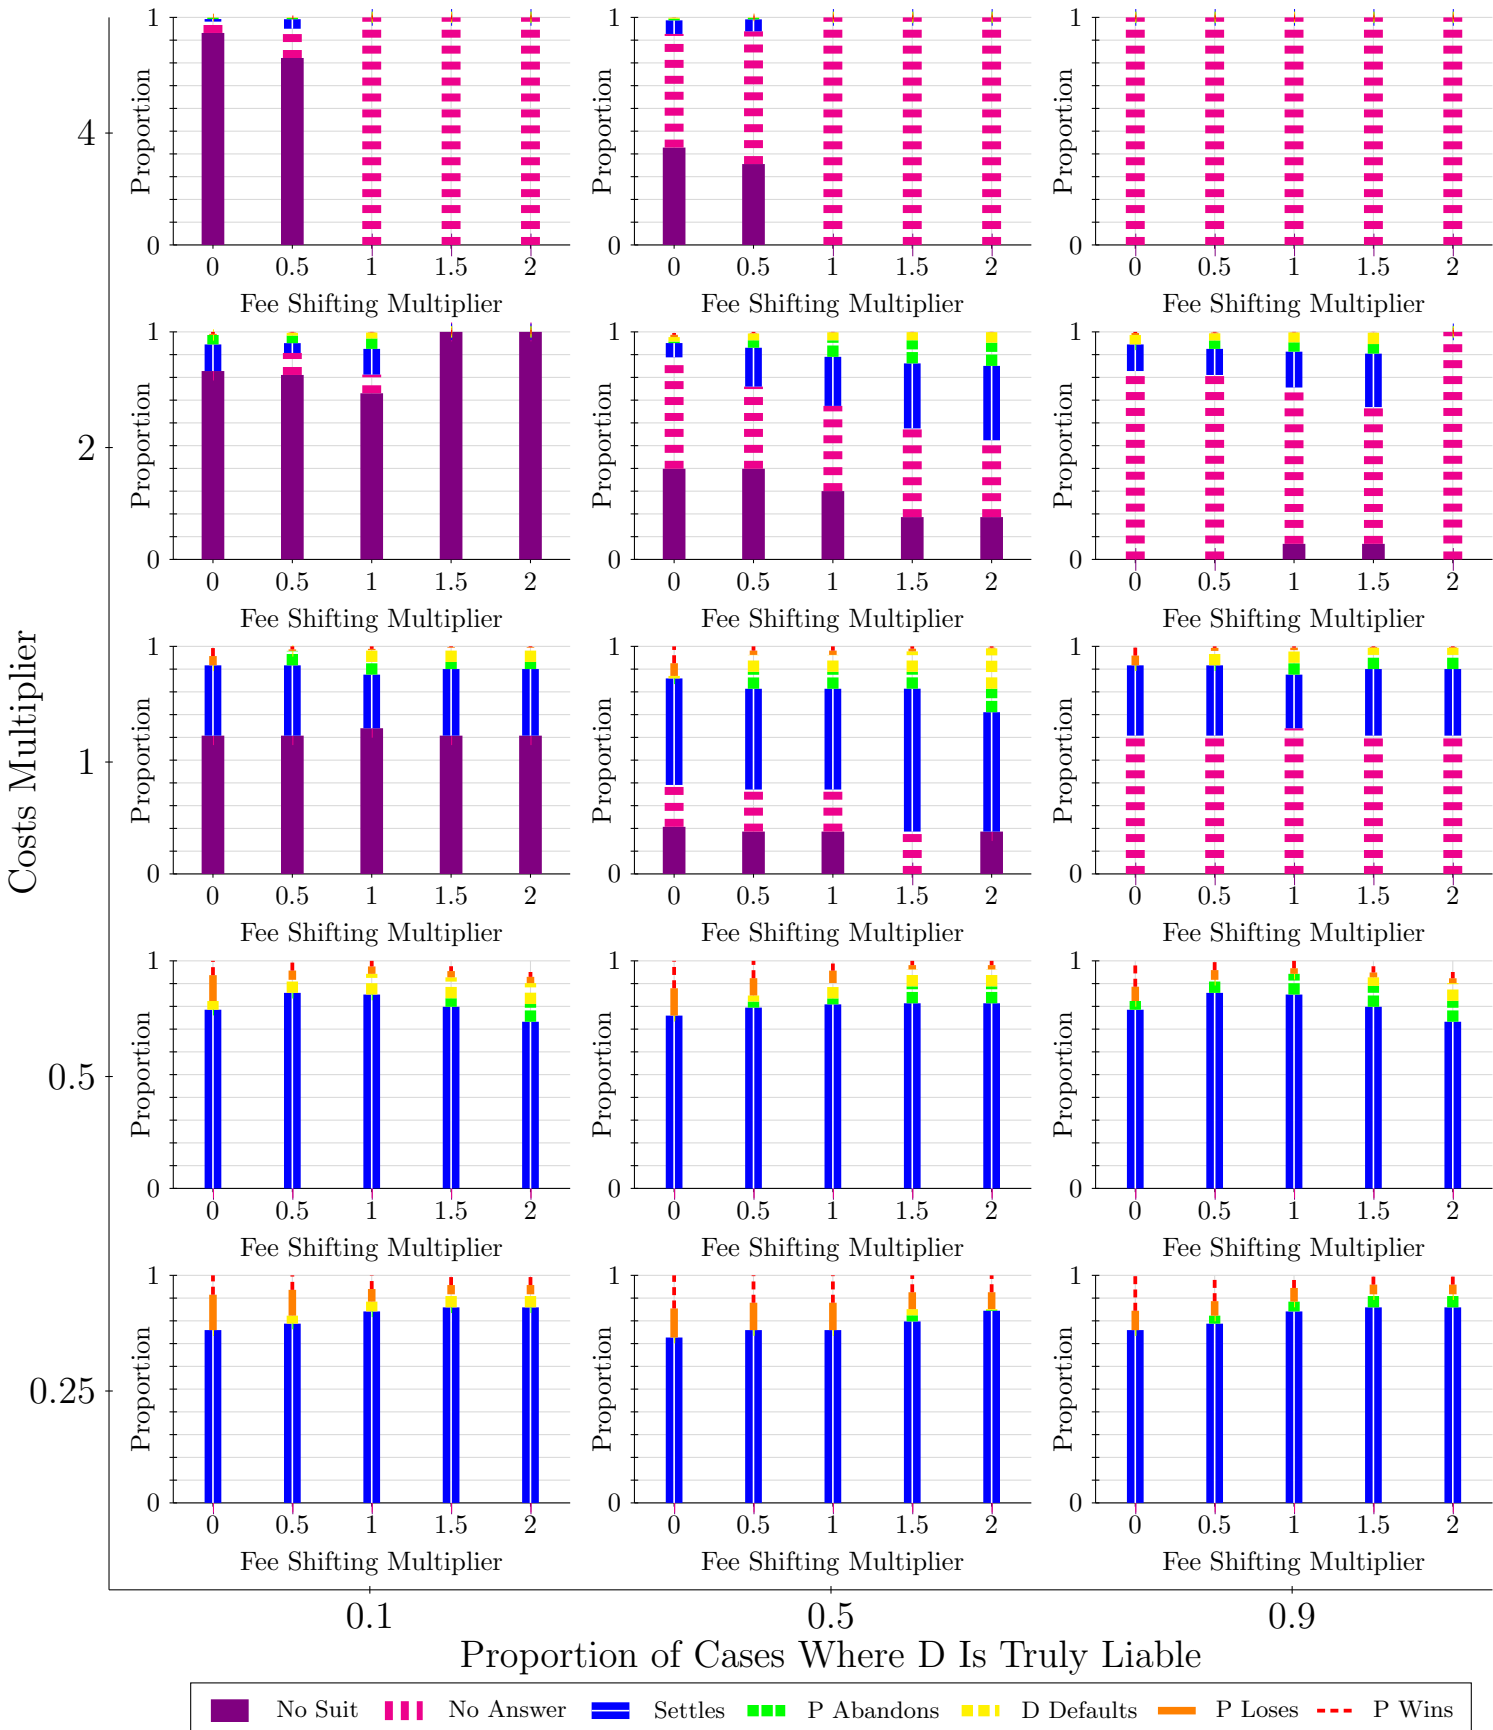 Costs Multiplier
4
Proportion
1
0
0 0.5 1 1.5 2
Fee Shifting Multiplier
Proportion
1
0
0 0.5 1 1.5 2
Fee Shifting Multiplier
Proportion
1
0
0 0.5 1 1.5 2
Fee Shifting Multiplier
2
Proportion
1
0
0 0.5 1 1.5 2
Fee Shifting Multiplier
Proportion
1
0
0 0.5 1 1.5 2
Fee Shifting Multiplier
Proportion
1
0
0 0.5 1 1.5 2
Fee Shifting Multiplier
1
Proportion
1
0
0 0.5 1 1.5 2
Fee Shifting Multiplier
Proportion
1
0
0 0.5 1 1.5 2
Fee Shifting Multiplier
Proportion
1
0
0 0.5 1 1.5 2
Fee Shifting Multiplier
0.5
Proportion
1
0
0 0.5 1 1.5 2
Fee Shifting Multiplier
Proportion
1
0
0 0.5 1 1.5 2
Fee Shifting Multiplier
Proportion
1
0
0 0.5 1 1.5 2
Fee Shifting Multiplier
0.25
Proportion
1
0
0 0.5 1 1.5 2
Fee Shifting Multiplier
Proportion
1
0
0 0.5 1 1.5 2
Fee Shifting Multiplier
Proportion
1
0
0 0.5 1 1.5 2
Fee Shifting Multiplier
0.1 0.5 0.9
Proportion of Cases Where D Is Truly Liable
No Suit No Answer Settles P Abandons D Defaults P Loses P Wins